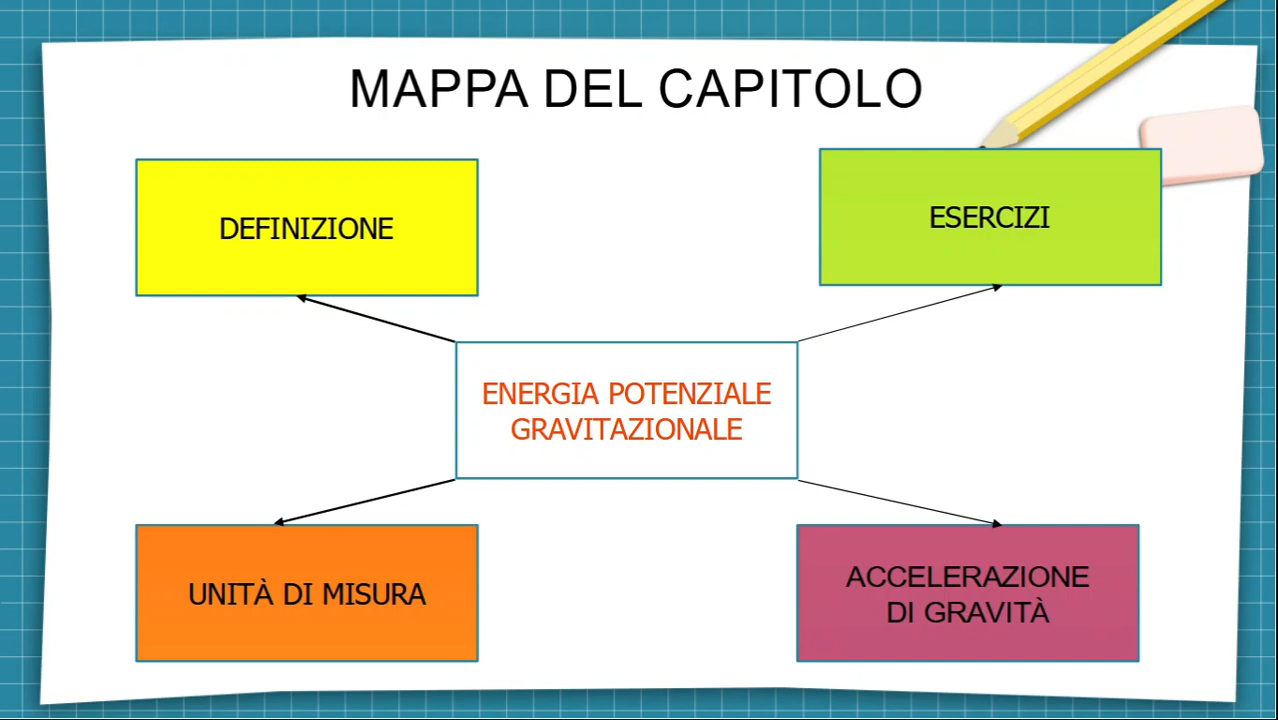 MAPPA DEL CAPITOLO
DEFINIZIONE
ESERCIZI
ENERGIA POTENZIALE
GRAVITAZIONALE
UNITÀ DI MISURA
ACCELERAZIONE
DI GRAVITÀ